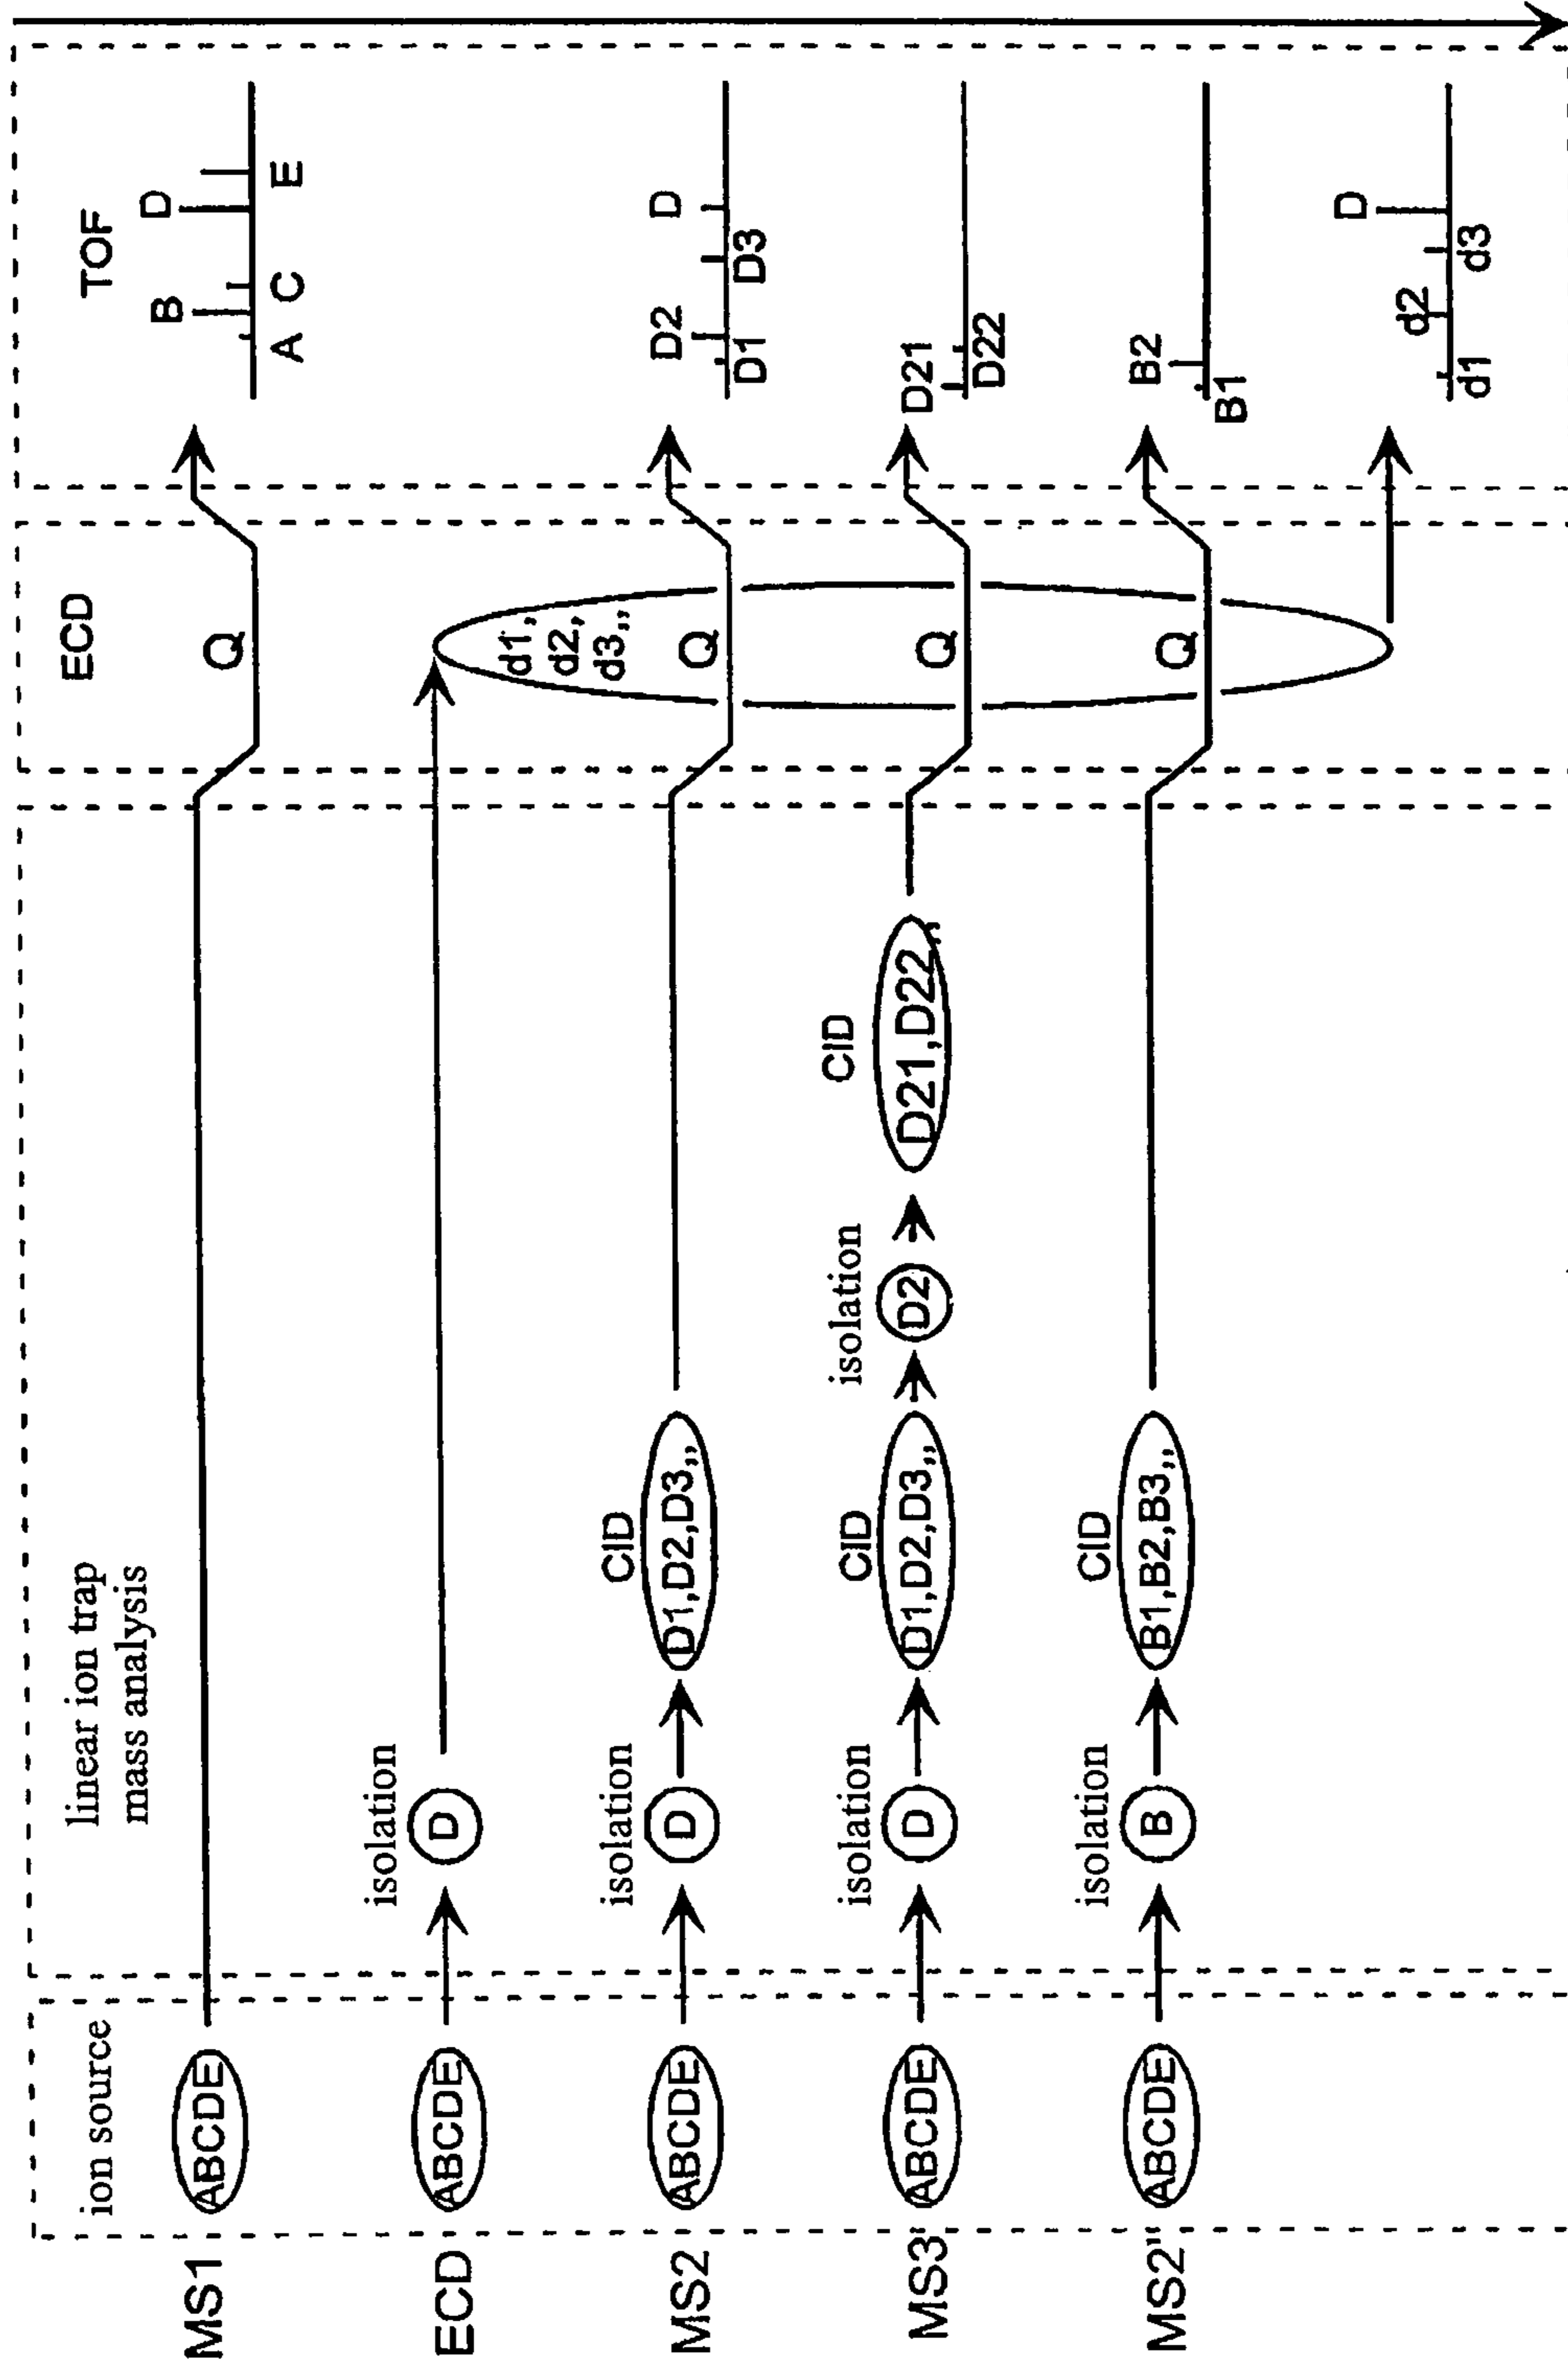 ion source
linear ion trap
mass analysis
ECD
TOF
MS1
ABCDE
Q
B
D
A
C
E
ECD
ABCDE
isolation
D
d1,
d2,
d3,,
MS2
ABCDE
isolation
D
CID
D1,D2,D3,,
Q
D2
D
D1
D3
MS3
ABCDE
isolation
D
CID
D1,D2,D3,,
isolation
D2
CID
D21,D22,,
Q
D21
D22
MS2"
ABCDE
isolation
B
CID
B1,B2,B3,,
Q
B2
B1
D
d2
d1
d3